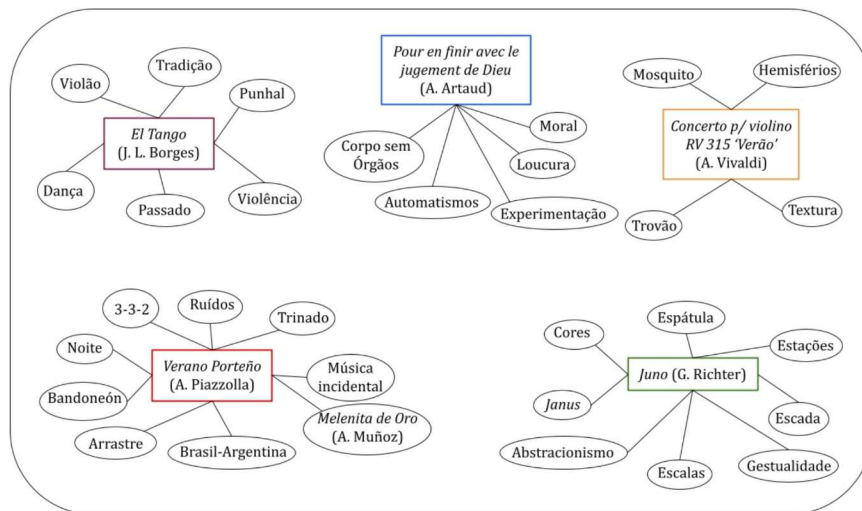 Violão
Tradição
Punhal
El Tango
(J. L. Borges)
Dança
Passado
Violência
Pour en finir avec le
jugement de Dieu
(A. Artaud)
Corpo sem
Órgãos
Automatismos
Experimentação
Loucura
Moral
Mosquito
Hemisférios
Concerto p/ violino
RV 315 ‘Verão’
(A. Vivaldi)
Trovão
Textura
3-3-2
Ruídos
Trinado
Noite
Verano Porteño
(A. Piazzolla)
Música
incidental
Bandoneón
Melenita de Oro
(A. Muñoz)
Arrastre
Brasil-Argentina
Cores
Espátula
Estações
Juno (G. Richter)
Janus
Escada
Abstracionismo
Escalas
Gestualidade